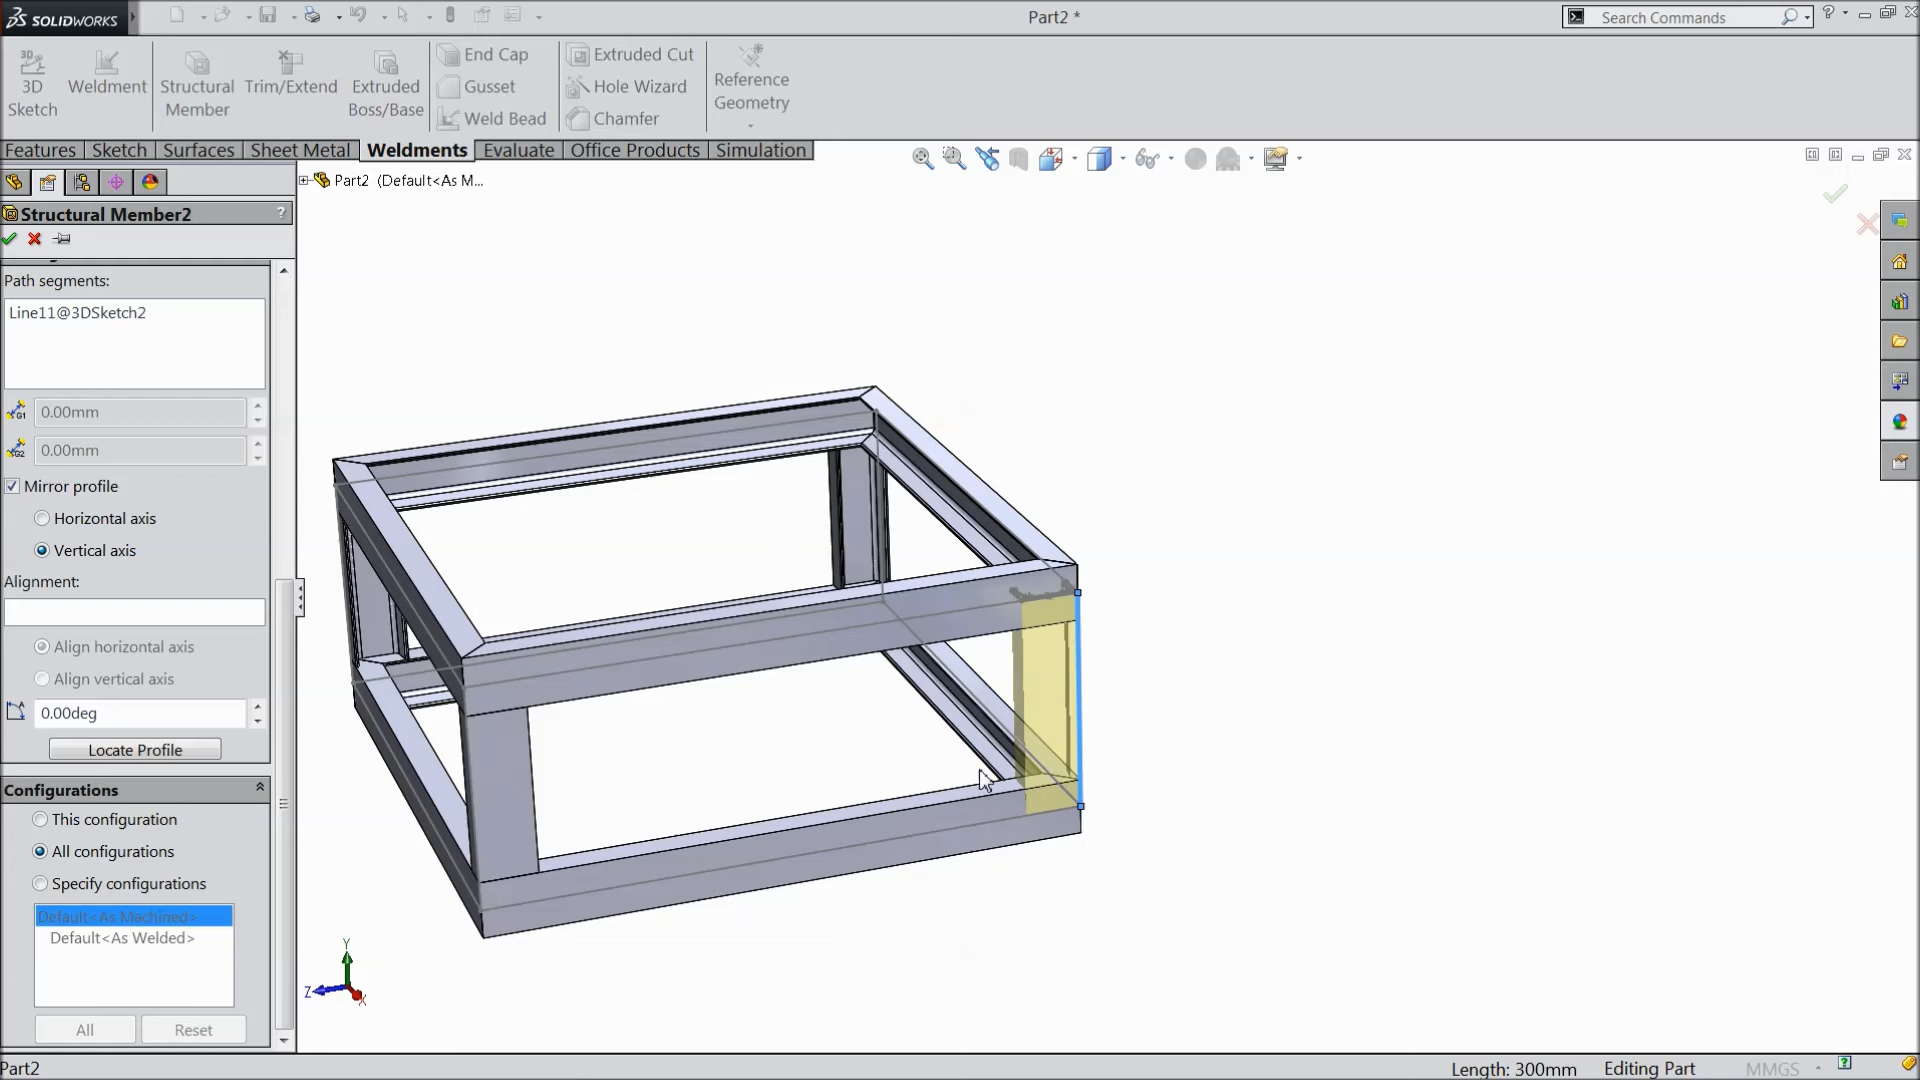 SOLIDWORKS
Part2 *
Search Commands
3D Sketch
Weldment
Structural Member
Trim/Extend
Extruded Boss/Base
End Cap
Gusset
Weld Bead
Extruded Cut
Hole Wizard
Chamfer
Reference Geometry
Features Sketch Surfaces Sheet Metal Weldments Evaluate Office Products Simulation
Part2 (Default<As M...
Structural Member2
?
Path segments:
Line11@3DSketch2
G1 0.00mm
G2 0.00mm
Mirror profile
Horizontal axis
Vertical axis
Alignment:
Align horizontal axis
Align vertical axis
0.00deg
Locate Profile
Configurations
This configuration
All configurations
Specify configurations
Default<As Machined>
Default<As Welded>
All Reset
Y
Z
X
Part2
Length: 300mm Editing Part MMGS